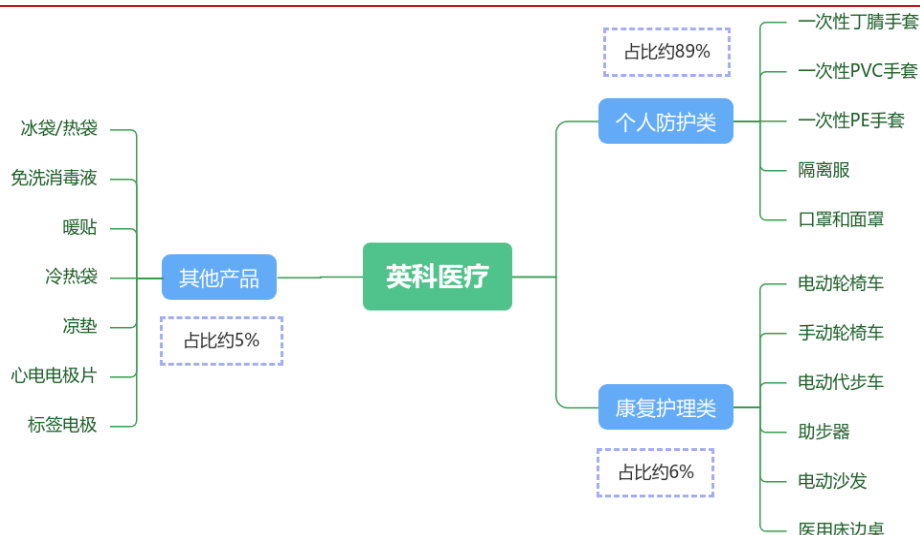 英科医疗
占比约89%
个人防护类
一次性丁腈手套
一次性PVC手套
一次性PE手套
隔离服
口罩和面罩
康复护理类
占比约6%
电动轮椅车
手动轮椅车
电动代步车
助步器
电动沙发
医用床边桌
其他产品
占比约5%
冰袋/热袋
免洗消毒液
暖贴
冷热袋
凉垫
心电电极片
标签电极